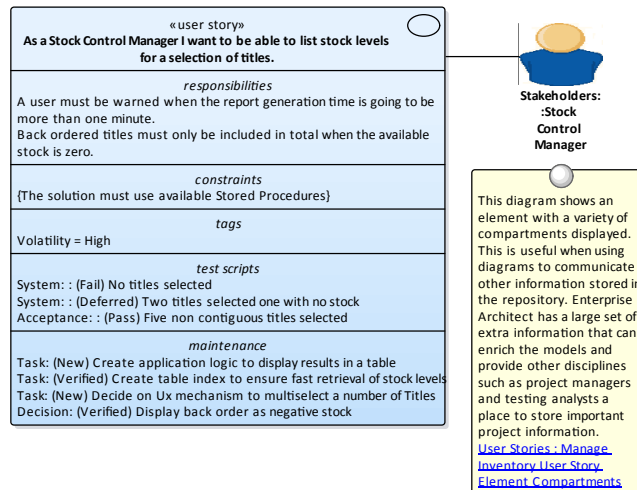 «user story»
As a Stock Control Manager I want to be able to list stock levels
for a selection of titles.
responsibilities
A user must be warned when the report generation time is going to be
more than one minute.
Back ordered titles must only be included in total when the available
stock is zero.
constraints
{The solution must use available Stored Procedures}
tags
Volatility = High
test scripts
System: : (Fail) No titles selected
System: : (Deferred) Two titles selected one with no stock
Acceptance: : (Pass) Five non contiguous titles selected
maintenance
Task: (New) Create application logic to display results in a table
Task: (Verified) Create table index to ensure fast retrieval of stock levels
Task: (New) Decide on Ux mechanism to multiselect a number of Titles
Decision: (Verified) Display back order as negative stock
Stakeholders:
:Stock
Control
Manager
This diagram shows an
element with a variety of
compartments displayed.
This is useful when using
diagrams to communicate
other information stored in
the repository. Enterprise
Architect has a large set of
extra information that can
enrich the models and
provide other disciplines
such as project managers
and testing analysts a
place to store important
project information.
User Stories : Manage
Inventory User Story
Element Compartments